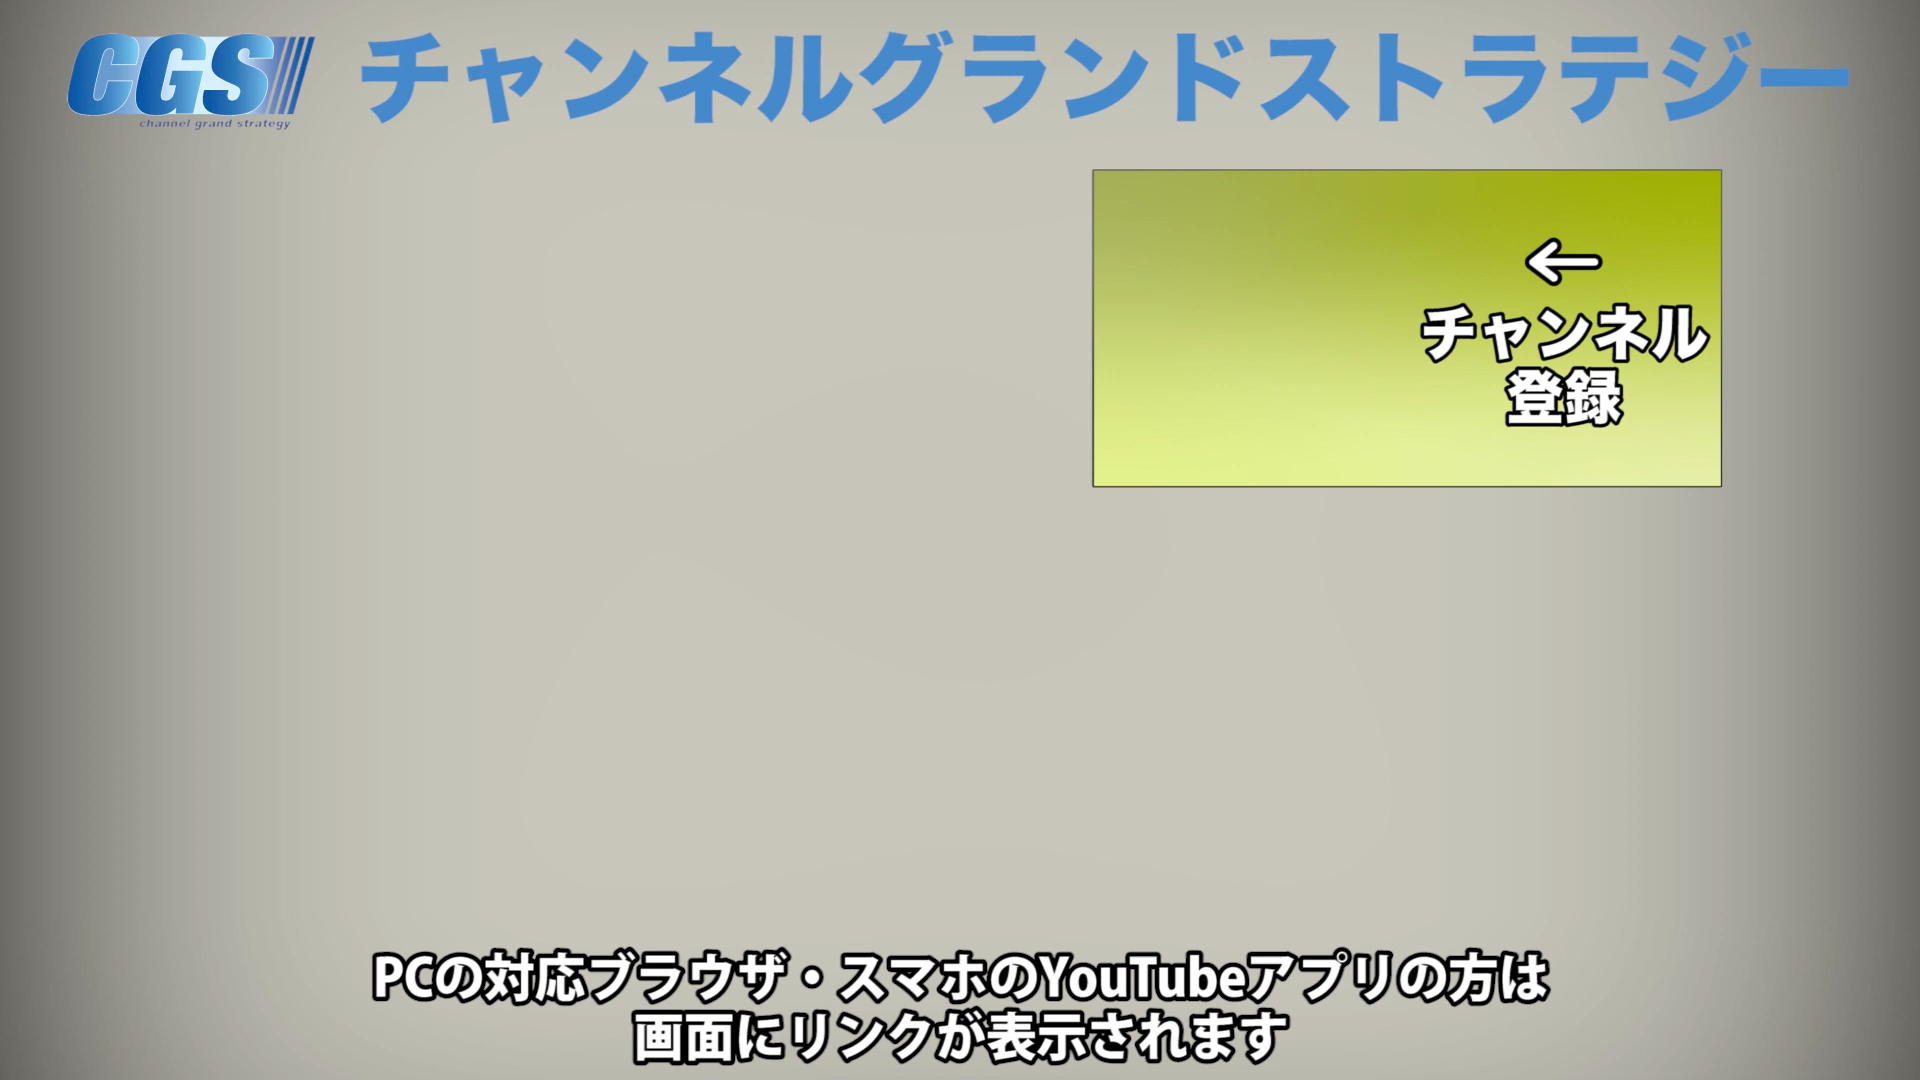 CGS
channel grand strategy
チャンネルグランドストラテジー
←
チャンネル
登録
PCの対応ブラウザ・スマホのYouTubeアプリの方は
画面にリンクが表示されます